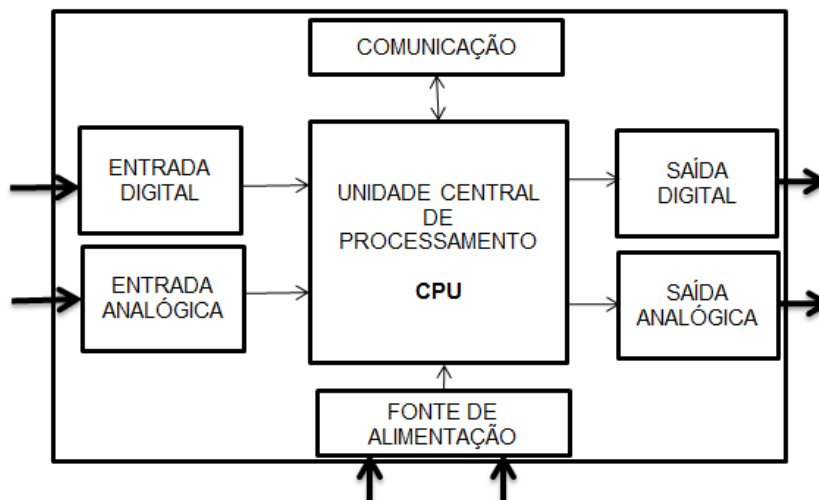 COMUNICAÇÃO
ENTRADA
DIGITAL
ENTRADA
ANALÓGICA
UNIDADE CENTRAL
DE
PROCESSAMENTO
CPU
SAÍDA
DIGITAL
SAÍDA
ANALÓGICA
FONTE DE
ALIMENTAÇÃO